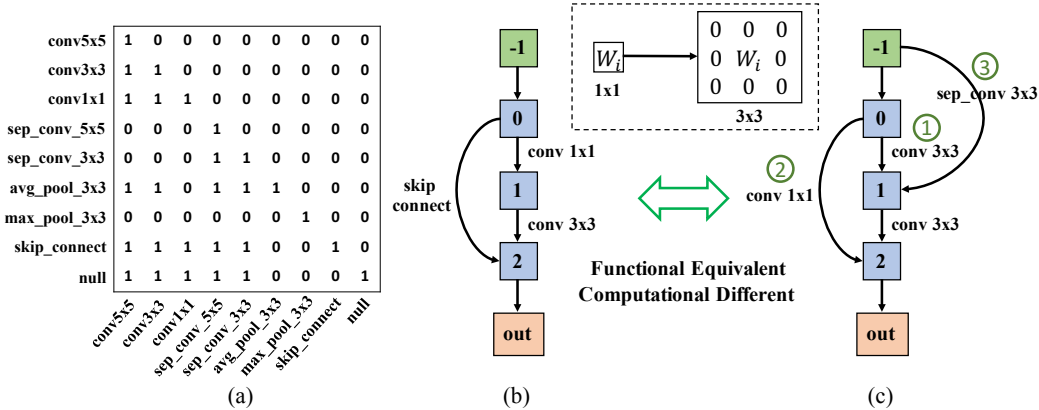 conv5x5 1 0 0 0 0 0 0 0 0
conv3x3 1 1 0 0 0 0 0 0 0
conv1x1 1 1 1 0 0 0 0 0 0
sep_conv_5x5 0 0 0 1 0 0 0 0 0
sep_conv_3x3 0 0 0 1 1 0 0 0 0
avg_pool_3x3 1 1 0 1 1 1 0 0 0
max_pool_3x3 0 0 0 0 0 0 1 0 0
skip_connect 1 1 1 1 1 0 0 1 0
null 1 1 1 1 1 0 0 0 1
conv5x5
conv3x3
conv1x1
sep_conv_5x5
sep_conv_3x3
avg_pool_3x3
max_pool_3x3
skip_connect
null
(a)
-1
0
conv 1x1
skip
connect
1
conv 3x3
2
out
(b)
W_i
1x1
0 0 0
0 W_i 0
0 0 0
3x3
Functional Equivalent
Computational Different
-1
③
sep_conv 3x3
0
①
conv 3x3
②
conv 1x1
1
conv 3x3
2
out
(c)